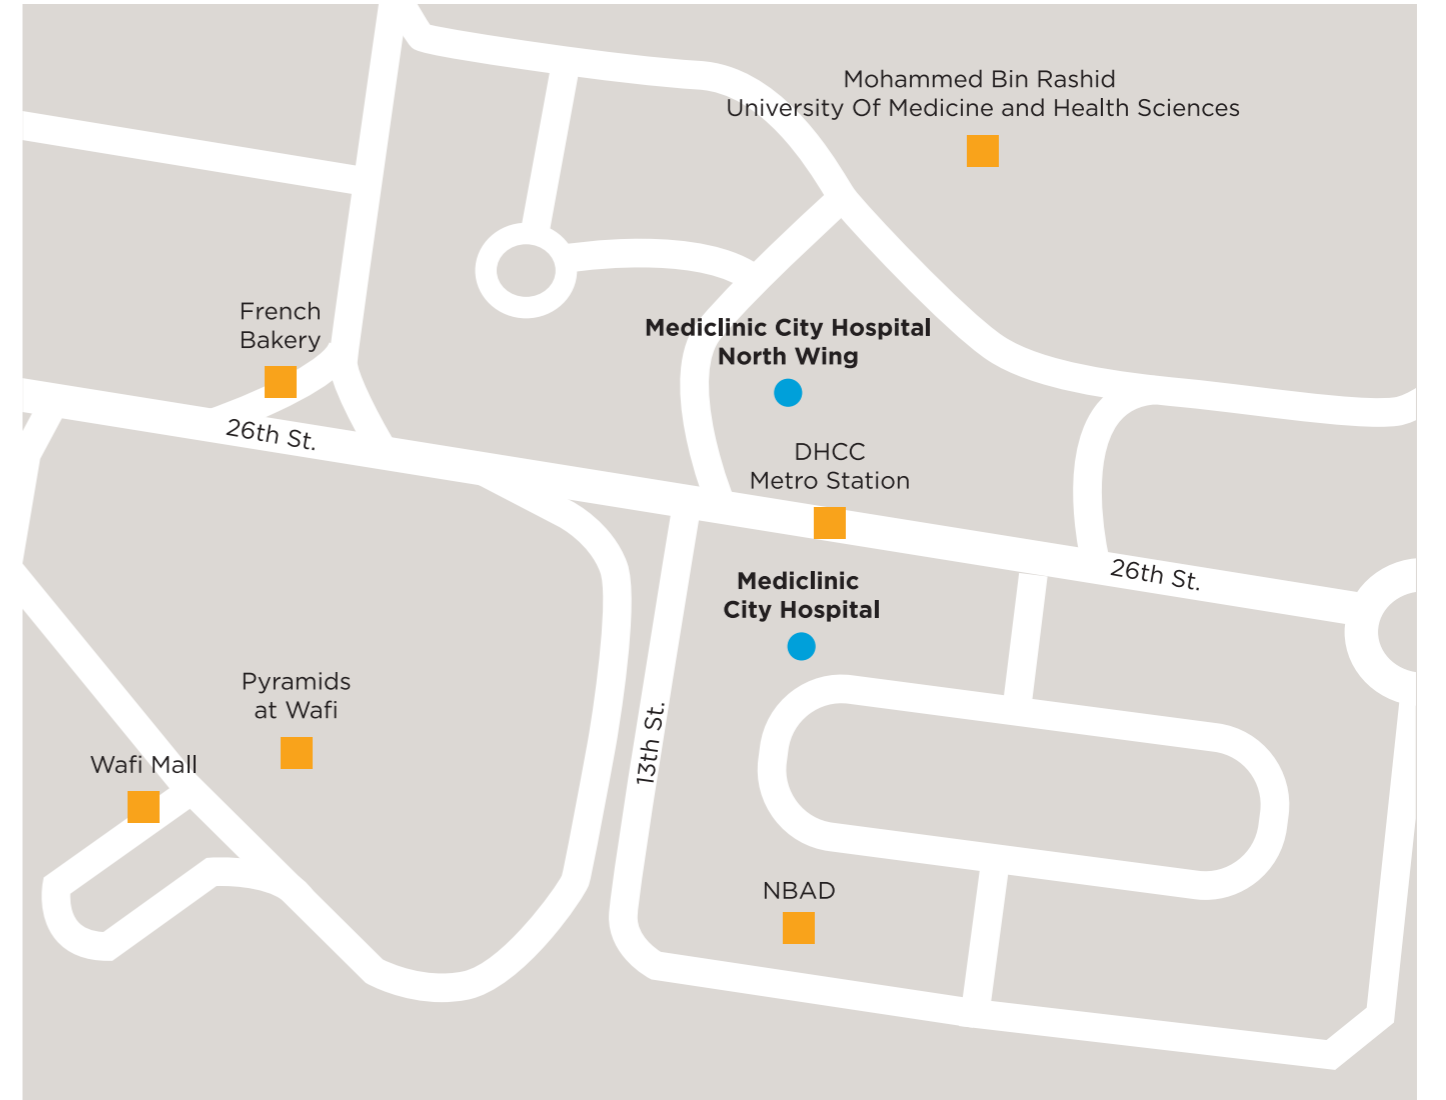 Mohammed Bin Rashid
University Of Medicine and Health Sciences
French
Bakery
Mediclinic City Hospital
North Wing
26th St.
DHCC
Metro Station
26th St.
Mediclinic
City Hospital
Pyramids
at Wafi
13th St.
Wafi Mall
NBAD